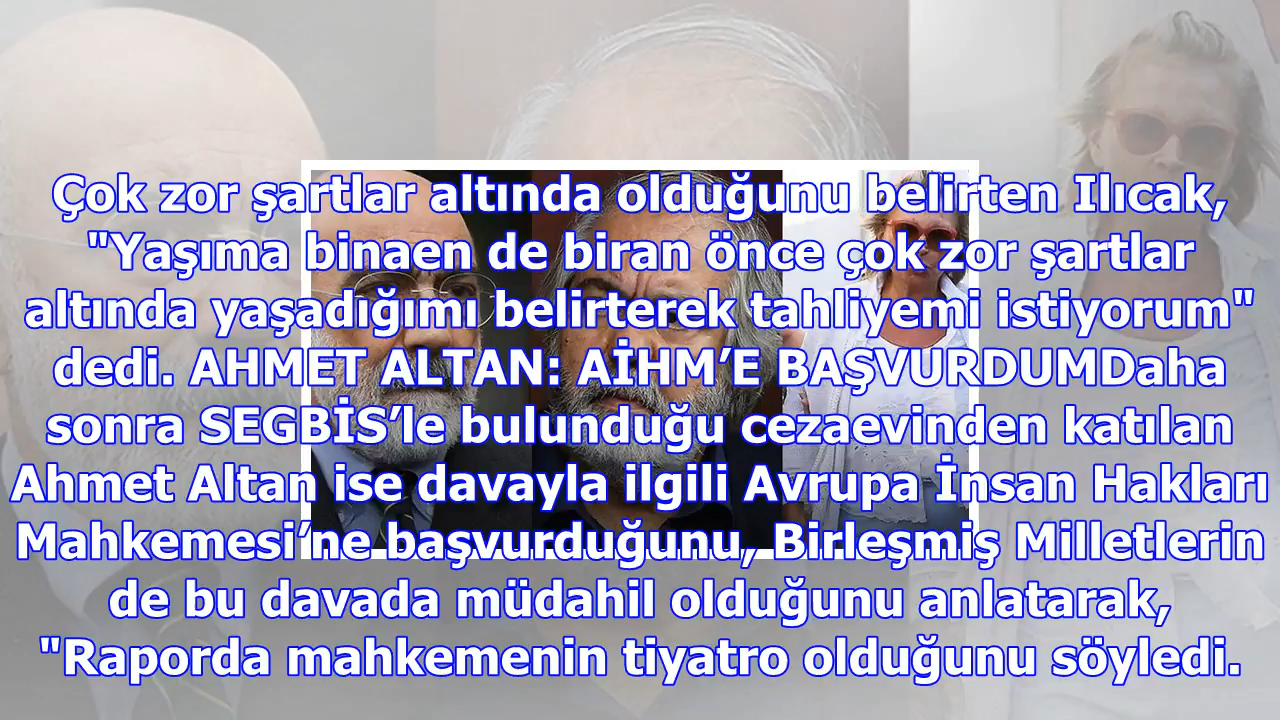 Çok zor şartlar altında olduğunu belirten Ilıcak,
"Yaşıma binaen de biran önce çok zor şartlar
altında yaşadığımı belirterek tahliyemi istiyorum"
dedi. AHMET ALTAN: AİHM’E BAŞVURDUMDaha
sonra SEGBİS’le bulunduğu cezaevinden katılan
Ahmet Altan ise davayla ilgili Avrupa İnsan Hakları
Mahkemesi’ne başvurduğunu, Birleşmiş Milletlerin
de bu davada müdahil olduğunu anlatarak,
"Raporda mahkemenin tiyatro olduğunu söyledi.